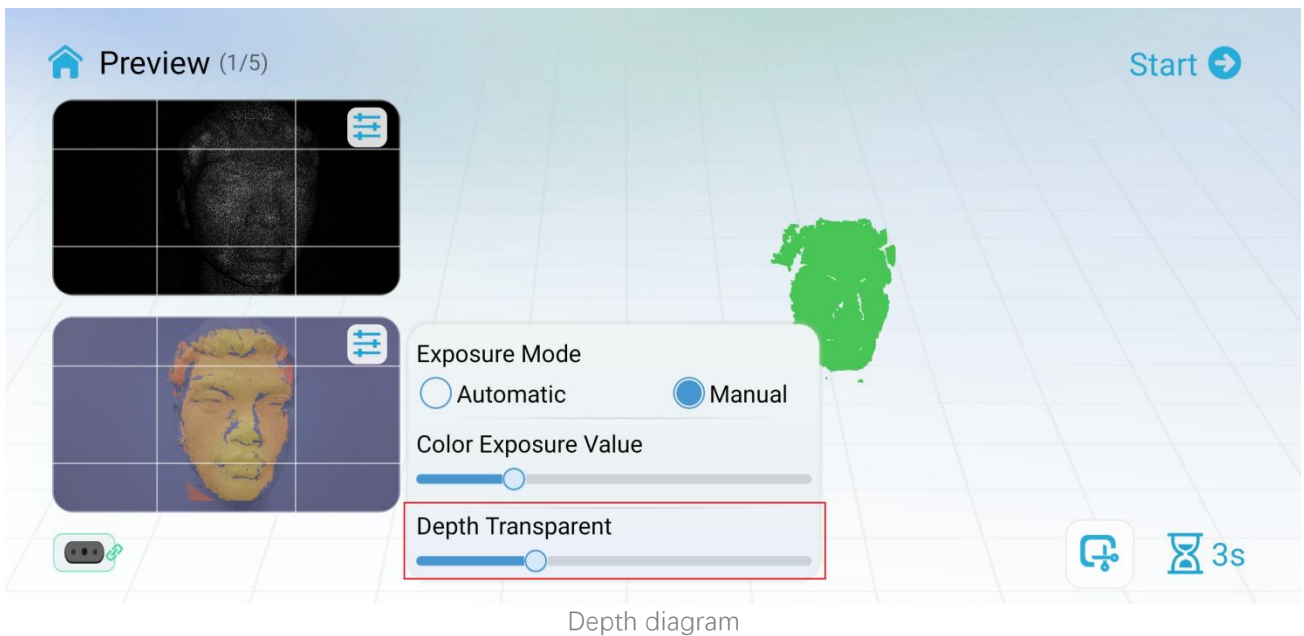 Preview (1/5)
Start
Exposure Mode
Automatic
Manual
Color Exposure Value
Depth Transparent
3s
Depth diagram